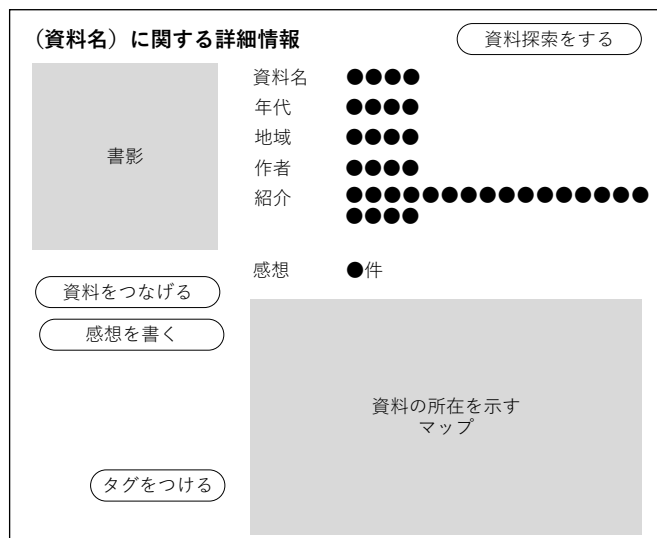 （資料名）に関する詳細情報
資料探索をする
書影
資料名 ●●●●
年代 ●●●●
地域 ●●●●
作者 ●●●●
紹介 ●●●●●●●●●●●●●●●●
●●●●
感想 ●件
資料をつなげる
感想を書く
資料の所在を示す
マップ
タグをつける